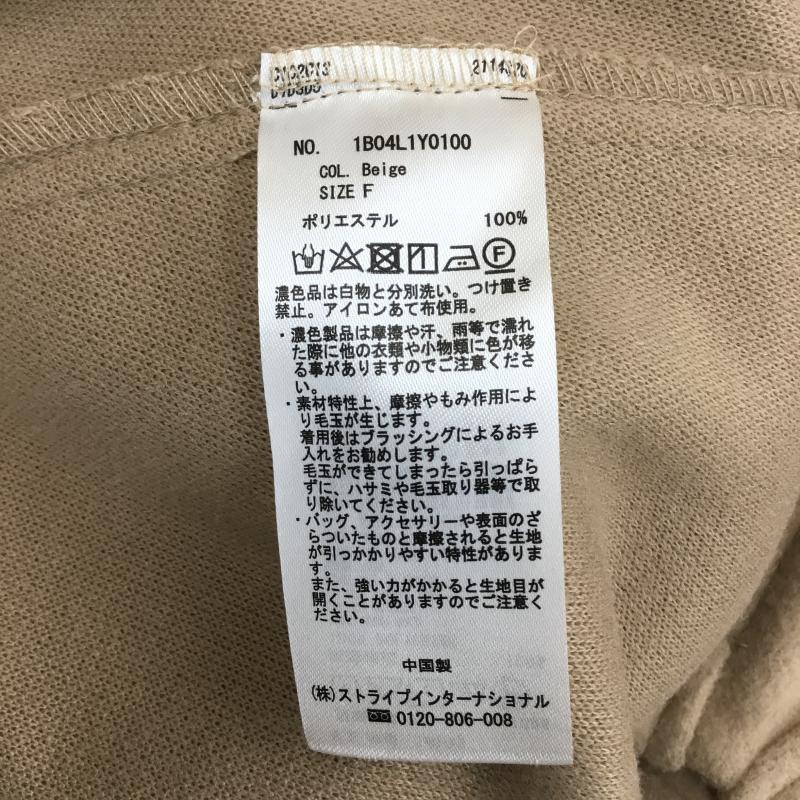 NO. 1B04L1Y0100
COL. Beige
SIZE F
ポリエステル 100%
F
濃色品は白物と分別洗い。つけ置き
禁止。アイロンあて布使用。
・濃色製品は摩擦や汗、雨等で濡れ
た際に他の衣類や小物類に色が移
る事がありますのでご注意くださ
い。
・素材特性上、摩擦やもみ作用によ
り毛玉が生じます。
着用後はブラッシングによるお手
入れをお勧めします。
毛玉ができてしまったら引っぱら
ずに、ハサミや毛玉取り器等で取
り除いてください。
・バッグ、アクセサリーや表面のざ
らついたものと摩擦されると生地
が引っかかりやすい特性がありま
す。
また、強い力がかかると生地目が
開くことがありますのでご注意く
ださい。
中国製
(株)ストライプインターナショナル
0120-806-008